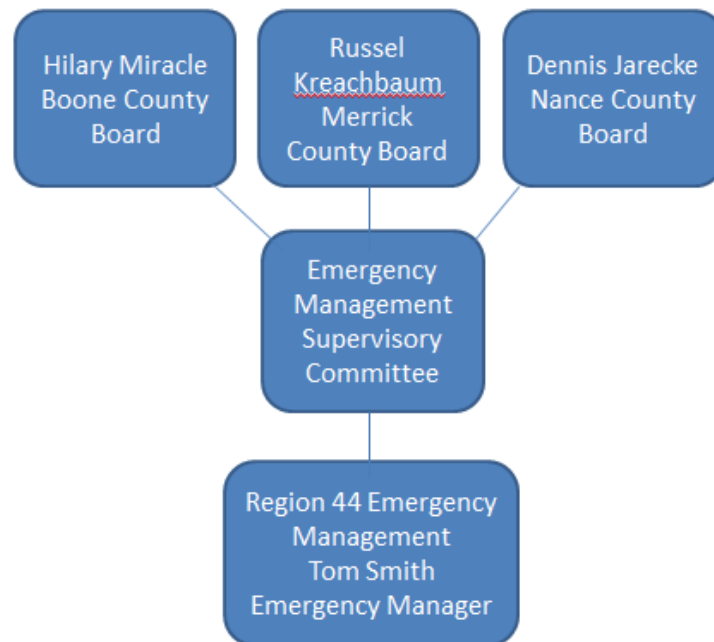 Hilary Miracle
Boone County
Board
Russel
Kreachbaum
Merrick
County Board
Dennis Jarecke
Nance County
Board
Emergency
Management
Supervisory
Committee
Region 44 Emergency
Management
Tom Smith
Emergency Manager